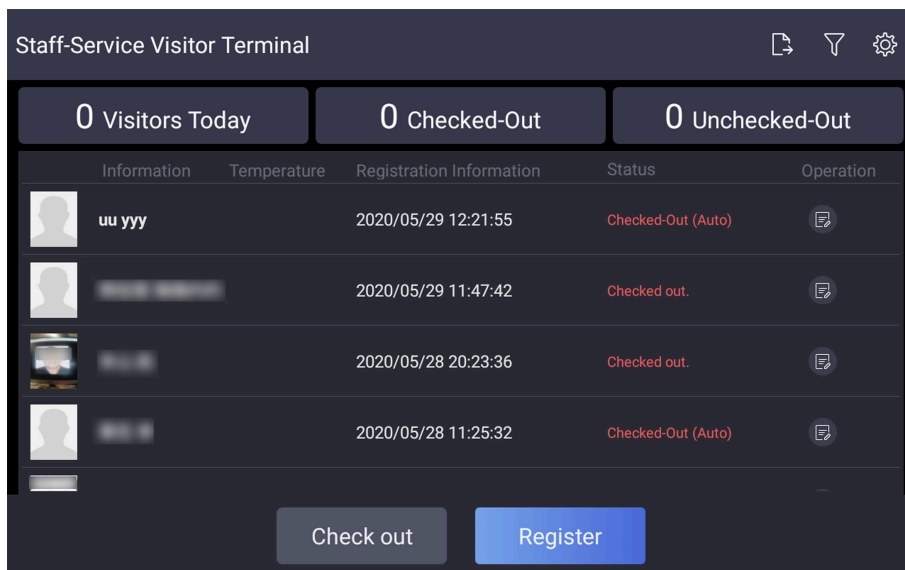 Staff-Service Visitor Terminal
0 Visitors Today
0 Checked-Out
0 Unchecked-Out
Information Temperature Registration Information Status Operation
uu yyy 2020/05/29 12:21:55 Checked-Out (Auto)
2020/05/29 11:47:42 Checked out.
2020/05/28 20:23:36 Checked out.
2020/05/28 11:25:32 Checked-Out (Auto)
Check out Register